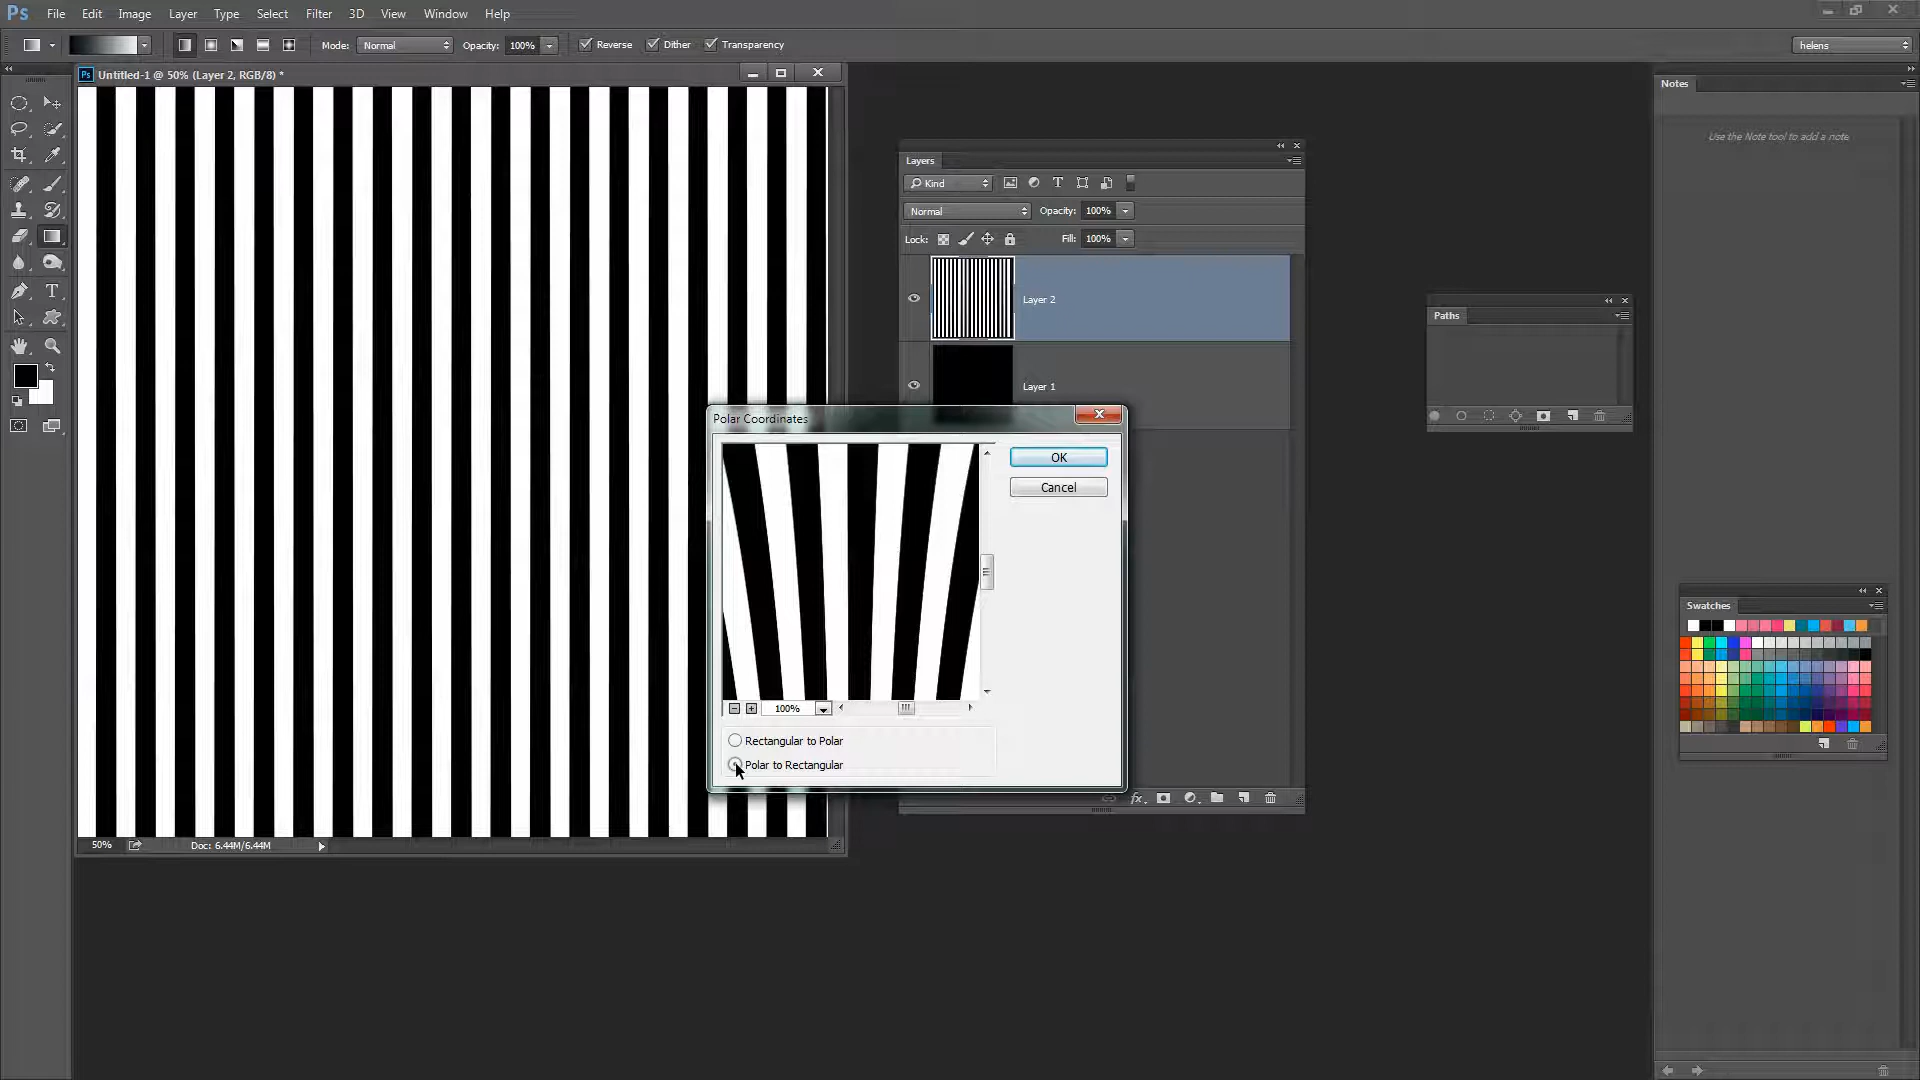 Ps File Edit Image Layer Type Select Filter 3D View Window Help
Mode: Normal Opacity: 100% Reverse Dither Transparency helens
Ps Untitled-1 @ 50% (Layer 2, RGB/8) *
Notes
Use the Note tool to add a note
Layers
Kind
T
Normal Opacity: 100%
Lock: Fill: 100%
Layer 2
Layer 1
T
Paths
Polar Coordinates
OK
Cancel
100%
Rectangular to Polar
Polar to Rectangular
Swatches
fx
50% Doc: 6.44M/6.44M